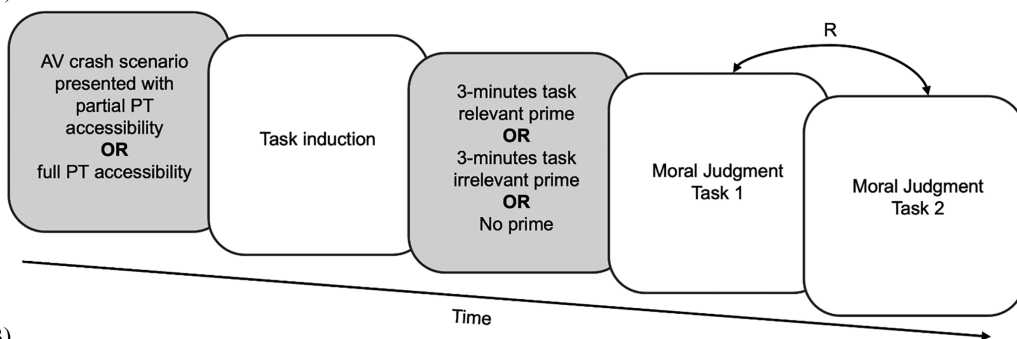 AV crash scenario
presented with
partial PT
accessibility
OR
full PT accessibility
Task induction
3-minutes task
relevant prime
OR
3-minutes task
irrelevant prime
OR
No prime
R
Moral Judgment
Task 1
Moral Judgment
Task 2
Time